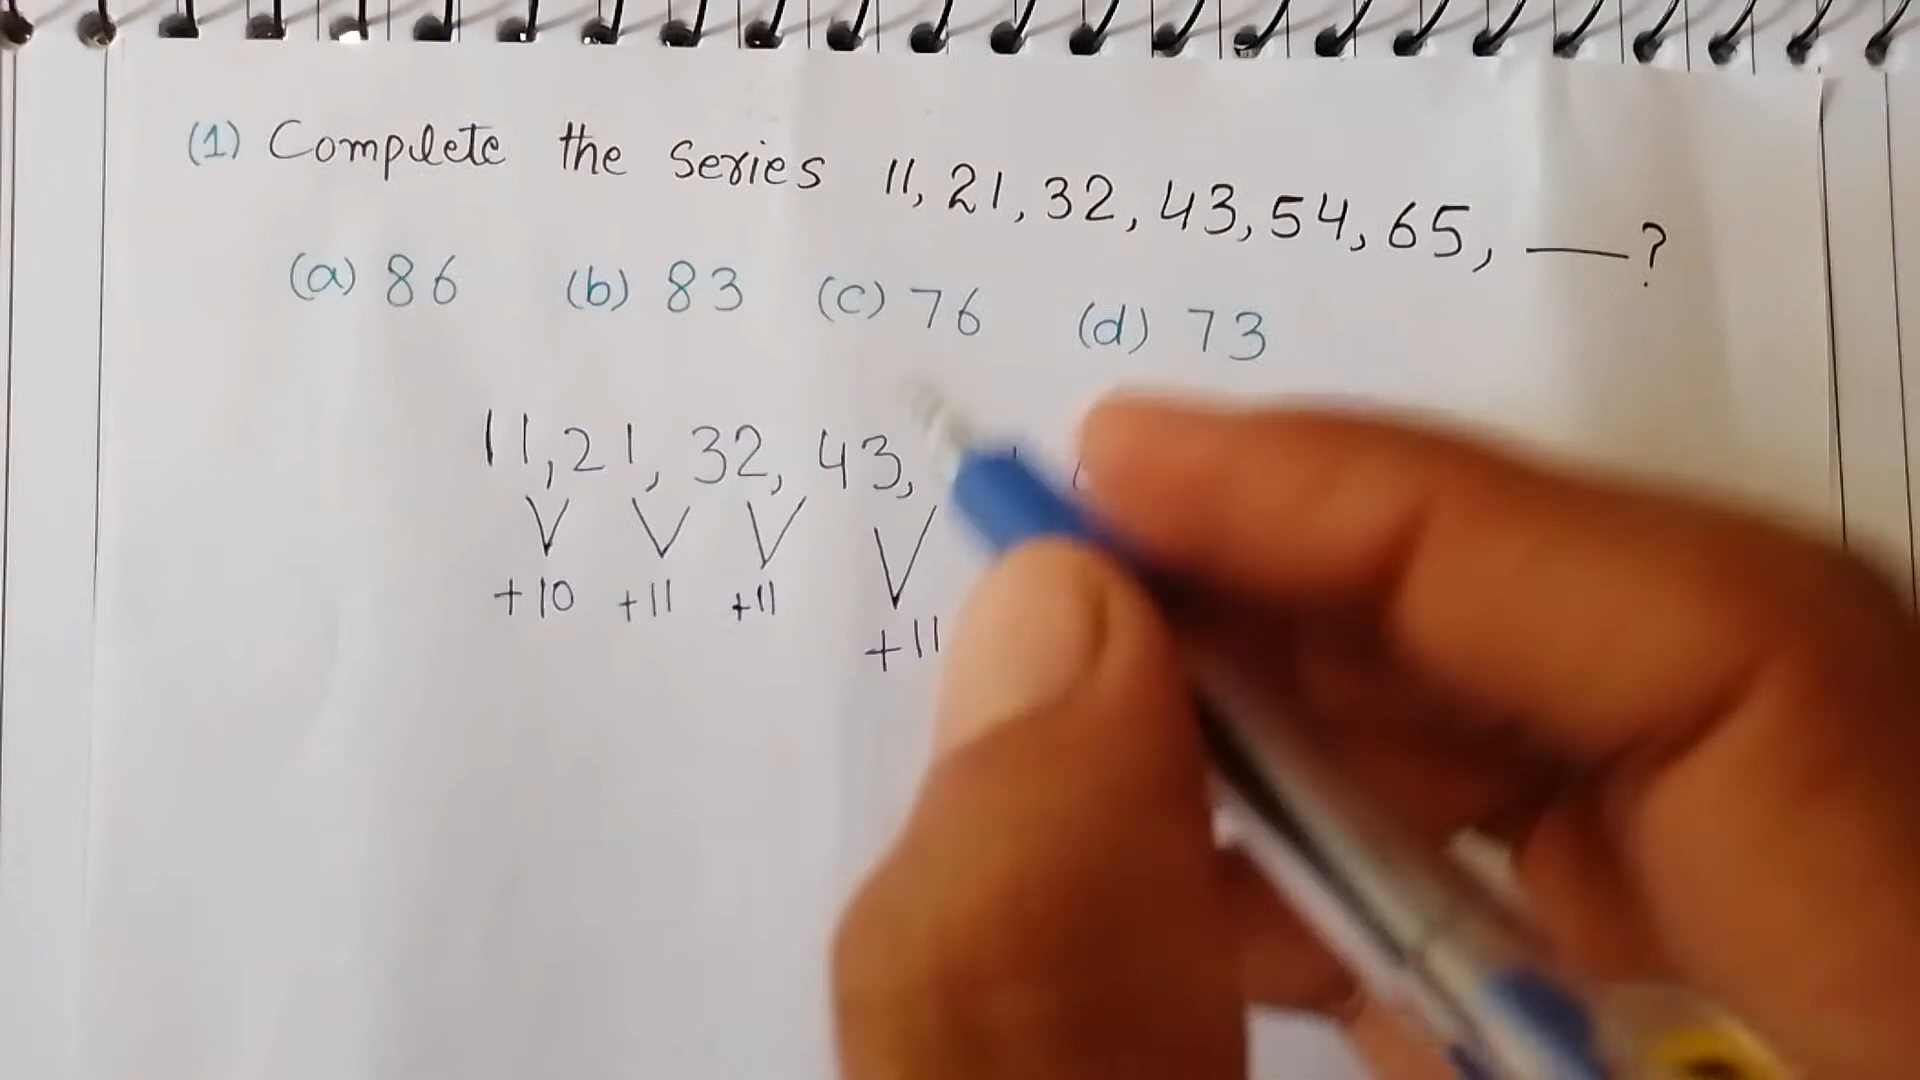 (1) Complete the series 11, 21, 32, 43, 54, 65, __ ?
(a) 86 (b) 83 (c) 76 (d) 73
11, 21, 32, 43,
+10 +11 +11 +11